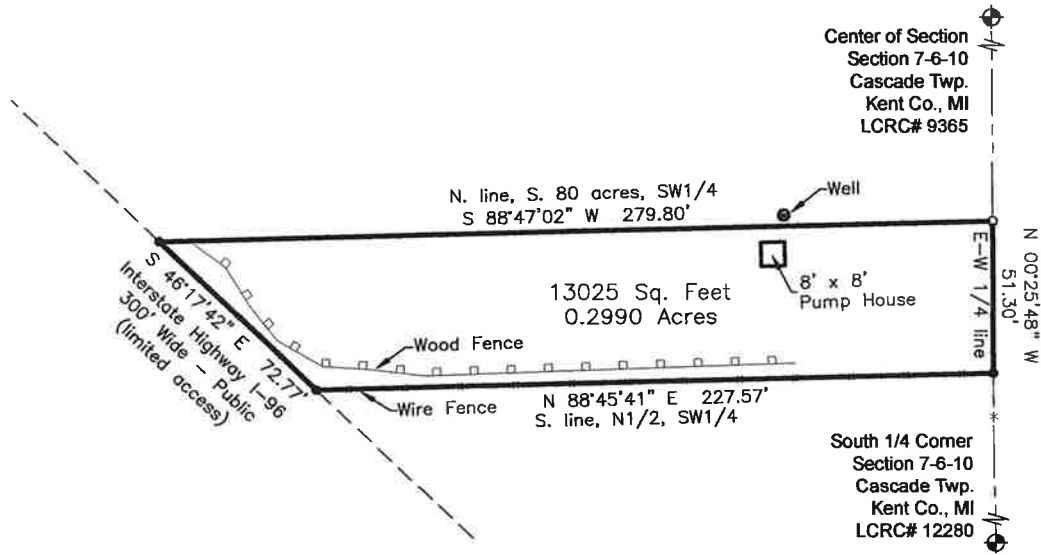 Center of Section
Section 7-6-10
Cascade Twp.
Kent Co., MI
LCRC# 9365
N. line, S. 80 acres, SW1/4
S 88°47'02" W 279.80'
Well
N 00°25'48" W
51.30'
E-W 1/4 line
8' x 8'
Pump House
13025 Sq. Feet
0.2990 Acres
S 46°17'42" E 72.77'
Interstate Highway I-96
300' Wide - Public
(limited access)
Wood Fence
Wire Fence
N 88°45'41" E 227.57'
S. line, N1/2, SW1/4
South 1/4 Corner
Section 7-6-10
Cascade Twp.
Kent Co., MI
LCRC# 12280